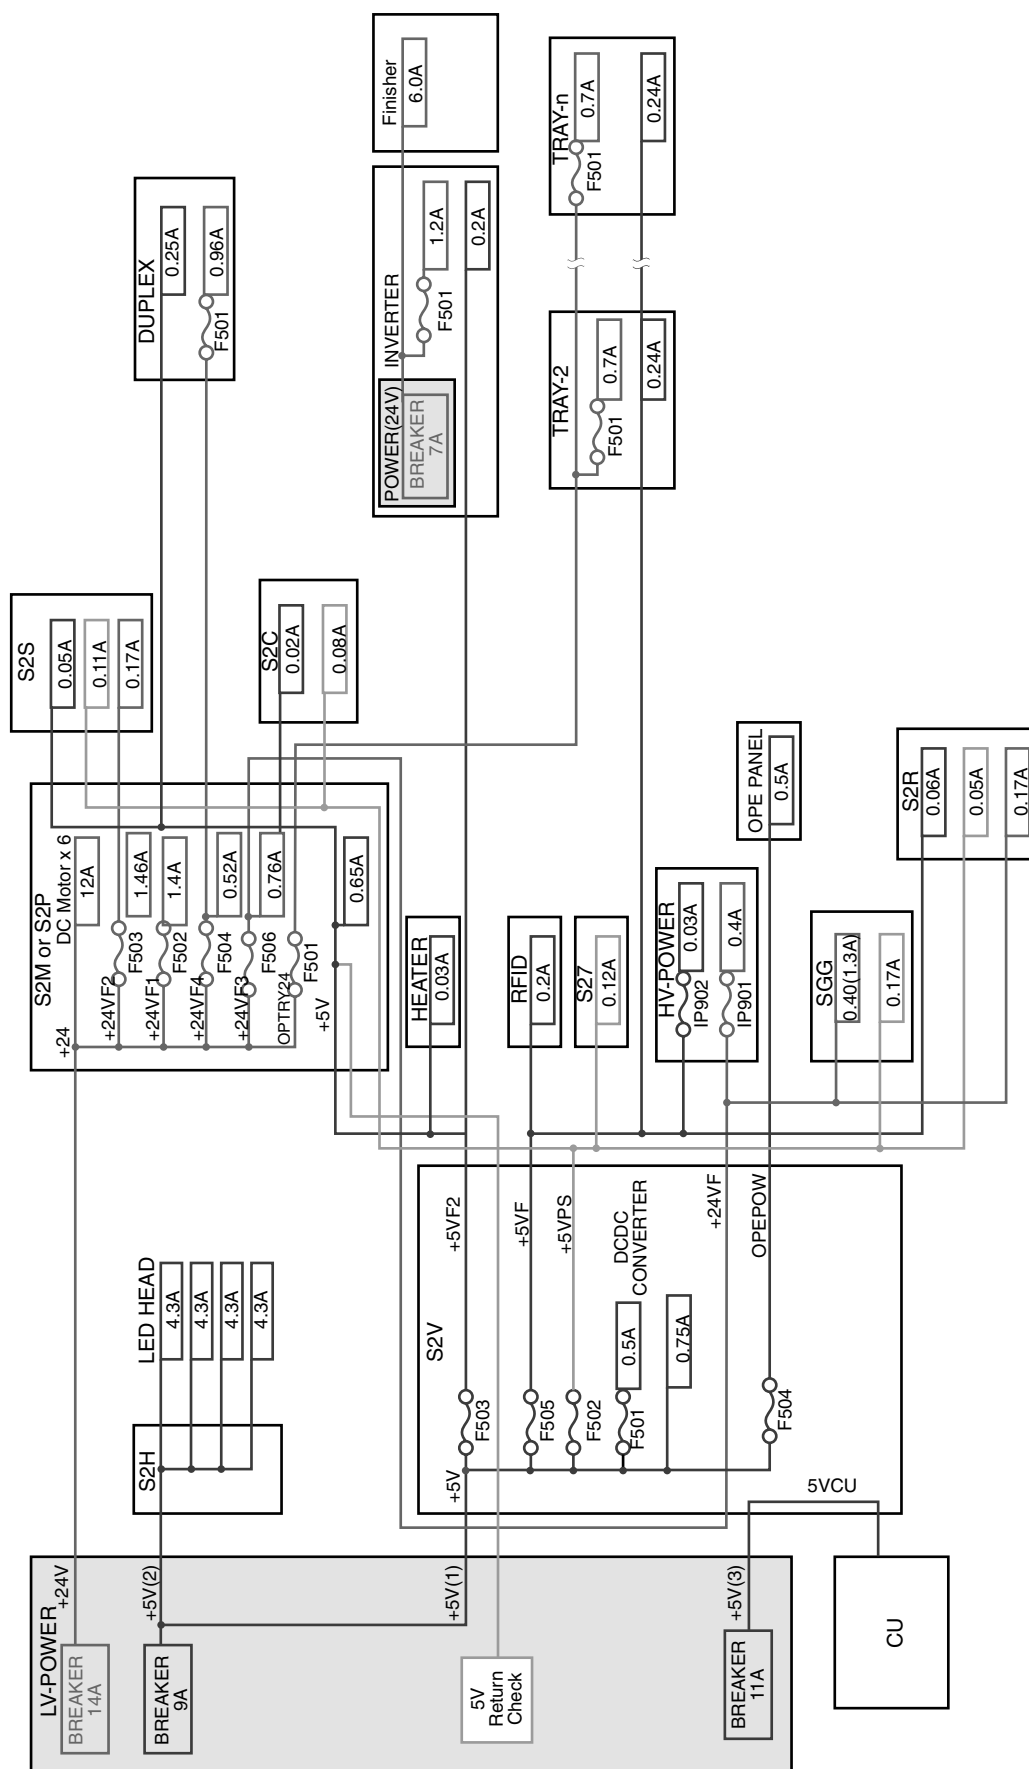 LV-POWER
+24V
BREAKER
14A
+5V(2)
BREAKER
9A
+5V(1)
5V
Return
Check
+5V(3)
BREAKER
11A
CU
5VCU
S2H
LED HEAD
4.3A
4.3A
4.3A
4.3A
S2V
+5V
F503
+5VF2
F505
+5VF
F502
+5VPS
F501
0.5A
DCDC
CONVERTER
0.75A
+24VF
F504
OPEPOW
S2M or S2P
DC Motor x 6
+24
12A
+24VF2
F503
1.46A
+24VF1
F502
1.4A
+24VF4
F504
0.52A
+24VF3
F506
0.76A
OPTRY24
F501
+5V
0.65A
HEATER
0.03A
RFID
0.2A
S27
0.12A
HV-POWER
IP902
0.03A
IP901
0.4A
OPE PANEL
0.5A
SGG
0.40(1.3A)
0.17A
S2R
0.06A
0.05A
0.17A
S2S
0.05A
0.11A
0.17A
S2C
0.02A
0.08A
DUPLEX
0.25A
F501
0.96A
INVERTER
POWER(24V)
BREAKER
7A
F501
1.2A
0.2A
Finisher
6.0A
TRAY-2
F501
0.7A
0.24A
TRAY-n
F501
0.7A
0.24A